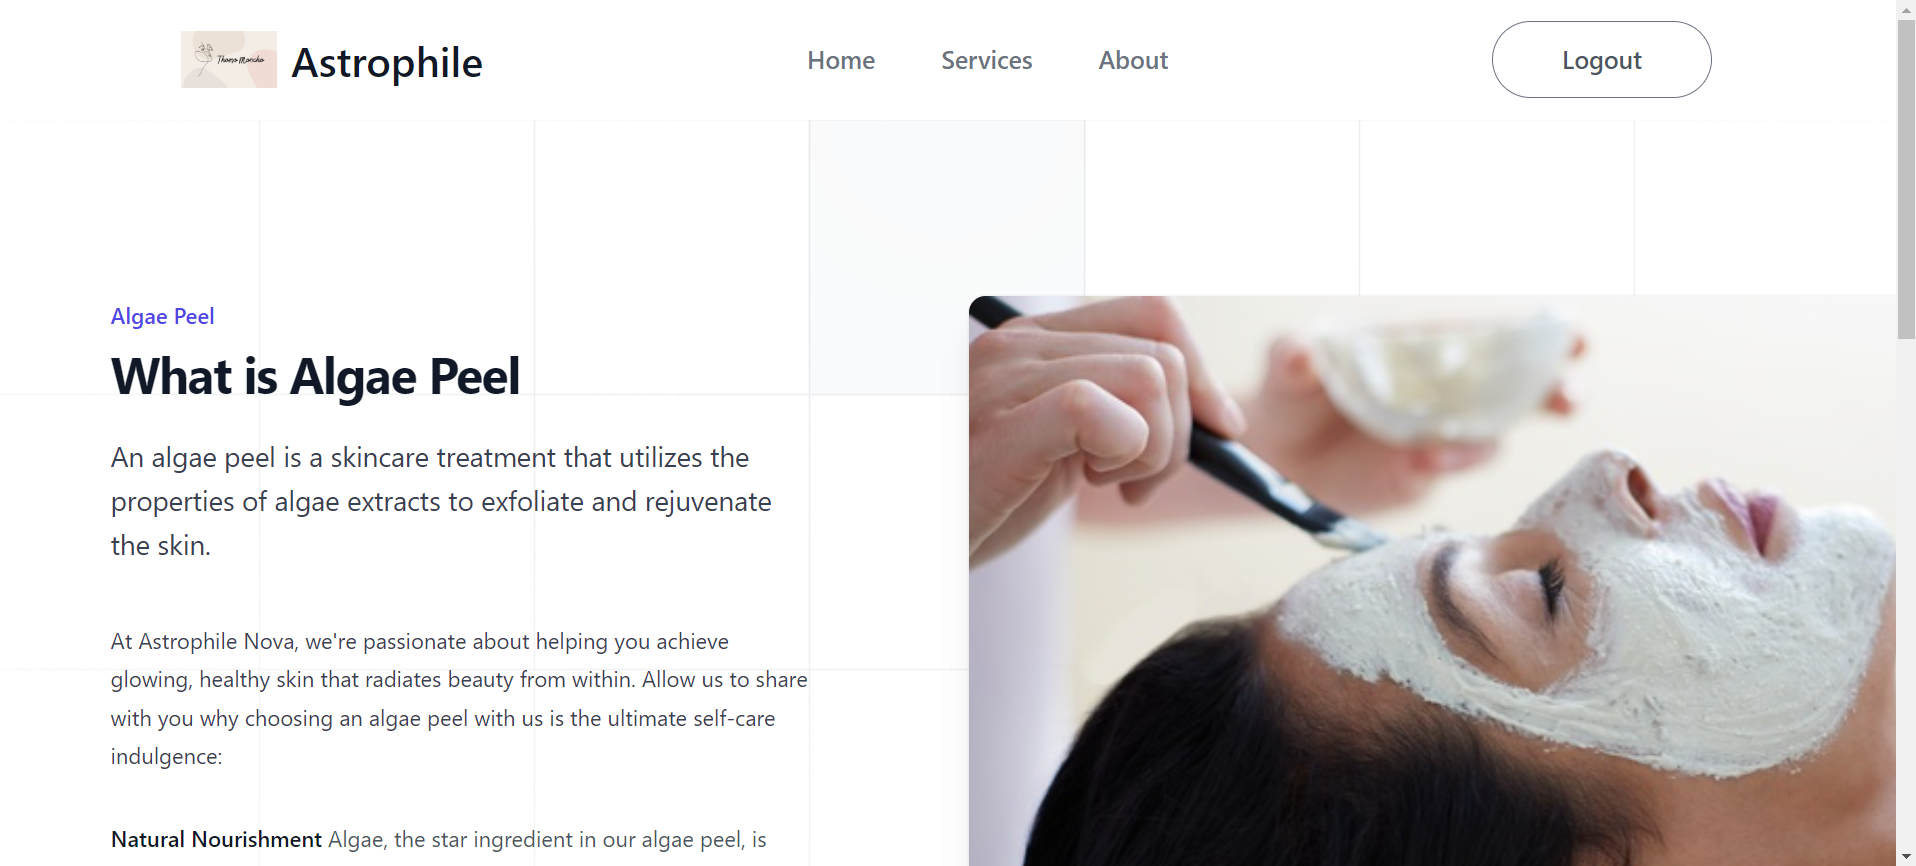 Thomo Moncho
Astrophile
Home
Services
About
Logout
Algae Peel
What is Algae Peel
An algae peel is a skincare treatment that utilizes the
properties of algae extracts to exfoliate and rejuvenate
the skin.
At Astrophile Nova, we're passionate about helping you achieve
glowing, healthy skin that radiates beauty from within. Allow us to share
with you why choosing an algae peel with us is the ultimate self-care
indulgence:
Natural Nourishment Algae, the star ingredient in our algae peel, is